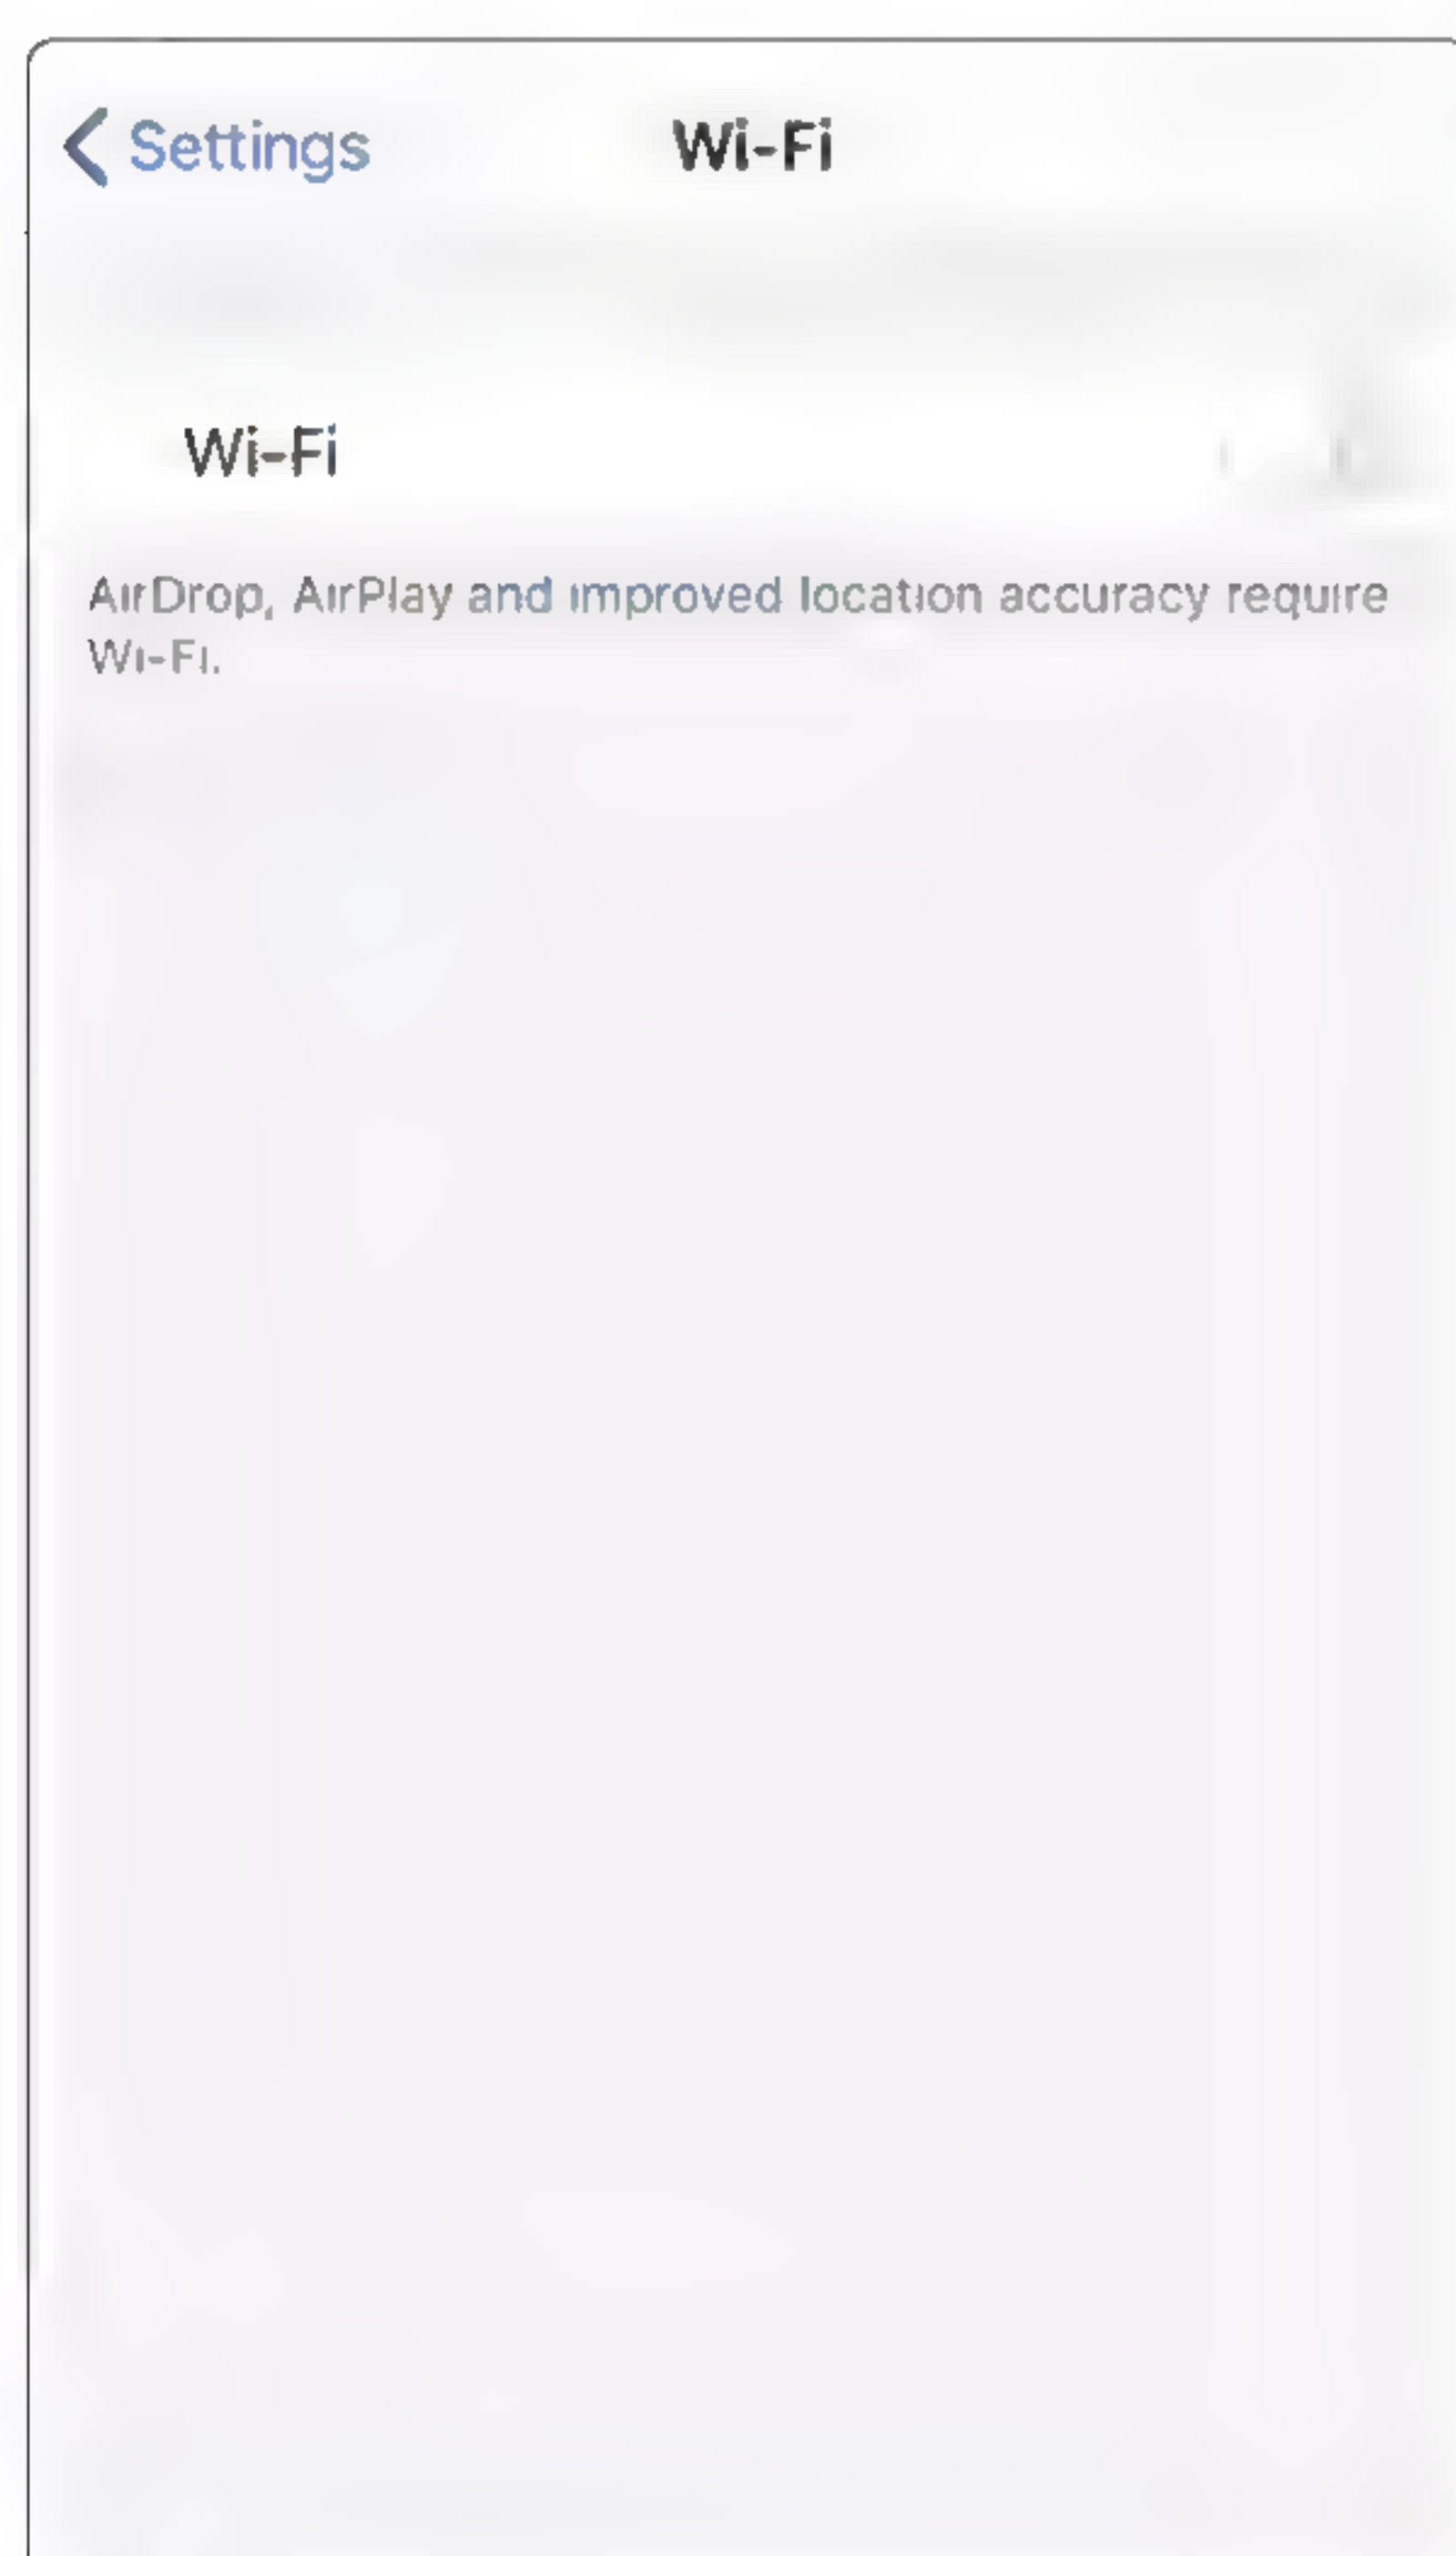 Settings
Wi-Fi
Wi-Fi
AirDrop, AirPlay and improved location accuracy require
Wi-Fi.